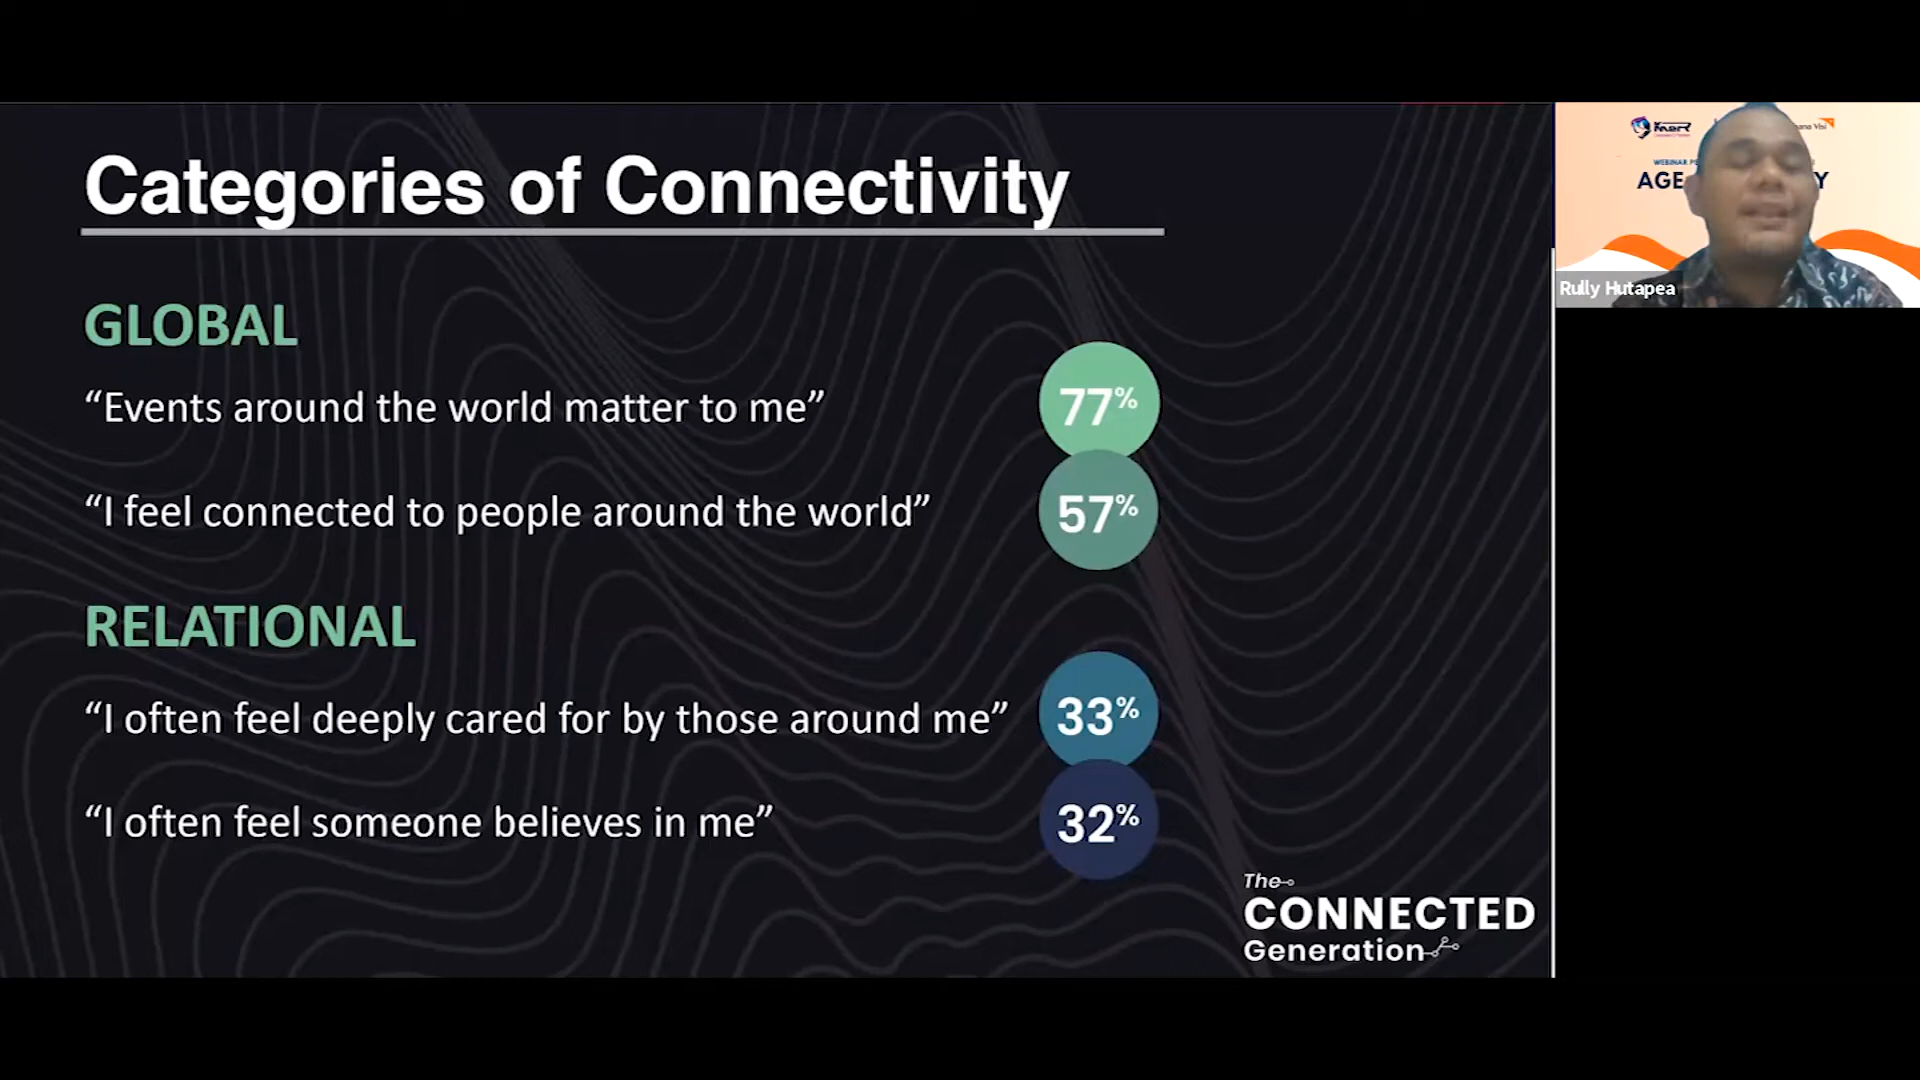 Categories of Connectivity
GLOBAL
“Events around the world matter to me”
77%
“I feel connected to people around the world”
57%
RELATIONAL
“I often feel deeply cared for by those around me”
33%
“I often feel someone believes in me”
32%
The
CONNECTED
Generation
Visi
WEBINAR
AGE
Rully Hutapea